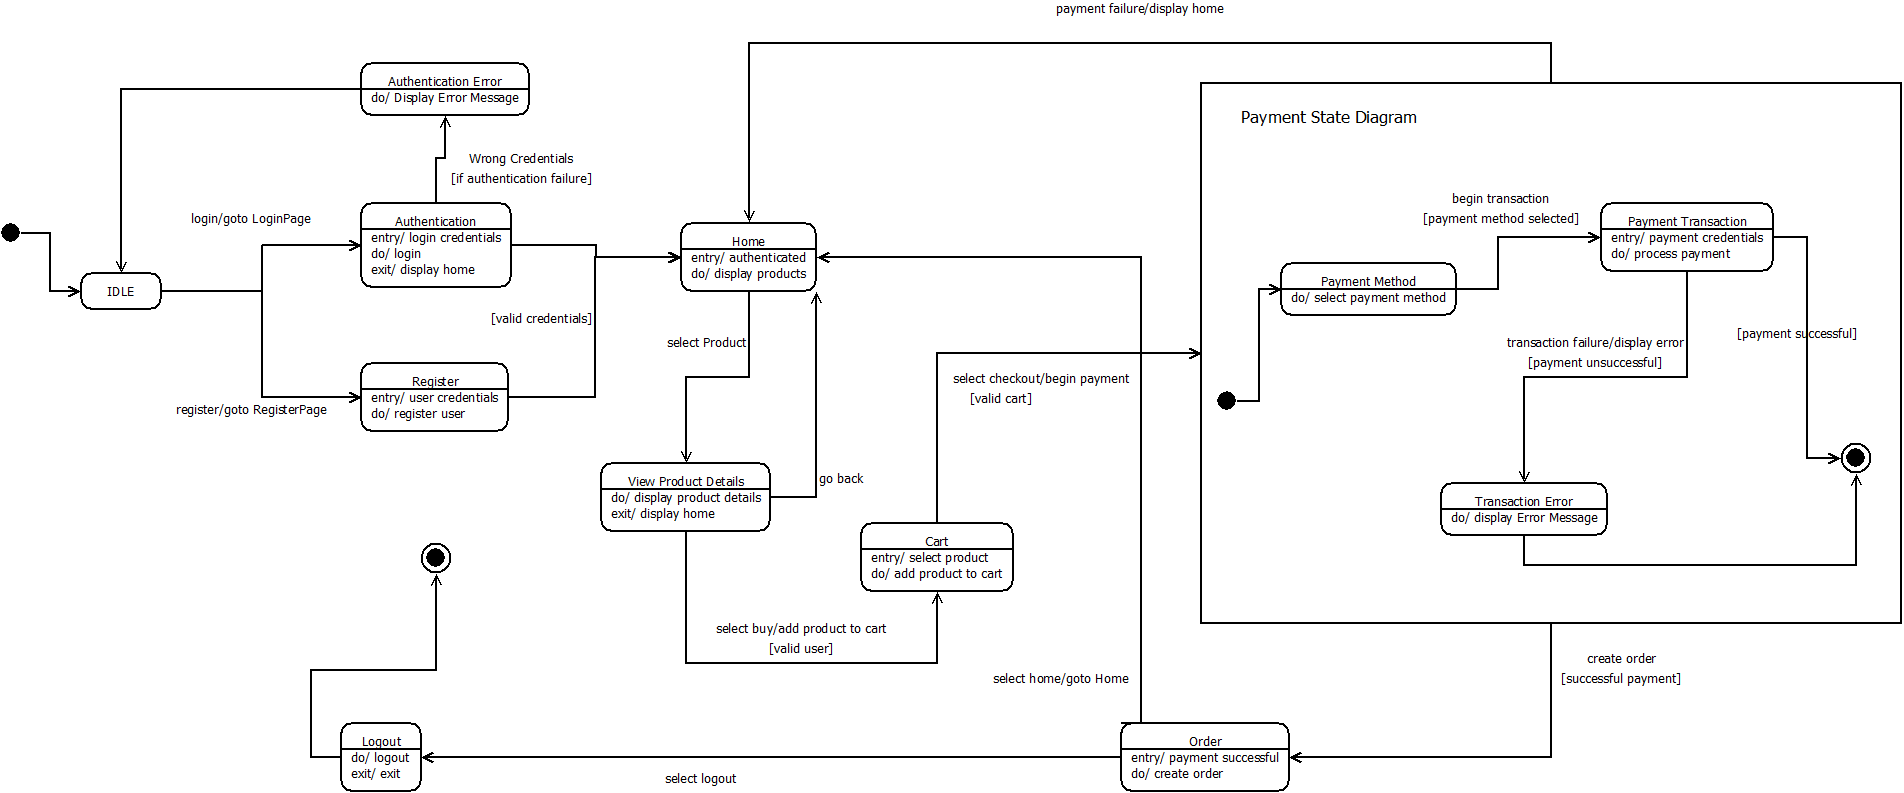 payment failure/display home
Authentication Error
do/ Display Error Message
Wrong Credentials
[if authentication failure]
login/goto LoginPage
Authentication
entry/ login credentials
do/ login
exit/ display home
IDLE
[valid credentials]
register/goto RegisterPage
Register
entry/ user credentials
do/ register user
Home
entry/ authenticated
do/ display products
select Product
View Product Details
do/ display product details
exit/ display home
go back
select buy/add product to cart
[valid user]
Cart
entry/ select product
do/ add product to cart
select checkout/begin payment
[valid cart]
Payment State Diagram
Payment Method
do/ select payment method
begin transaction
[payment method selected]
Payment Transaction
entry/ payment credentials
do/ process payment
transaction failure/display error
[payment unsuccessful]
[payment successful]
Transaction Error
do/ display Error Message
create order
[successful payment]
select home/goto Home
Order
entry/ payment successful
do/ create order
select logout
Logout
do/ logout
exit/ exit